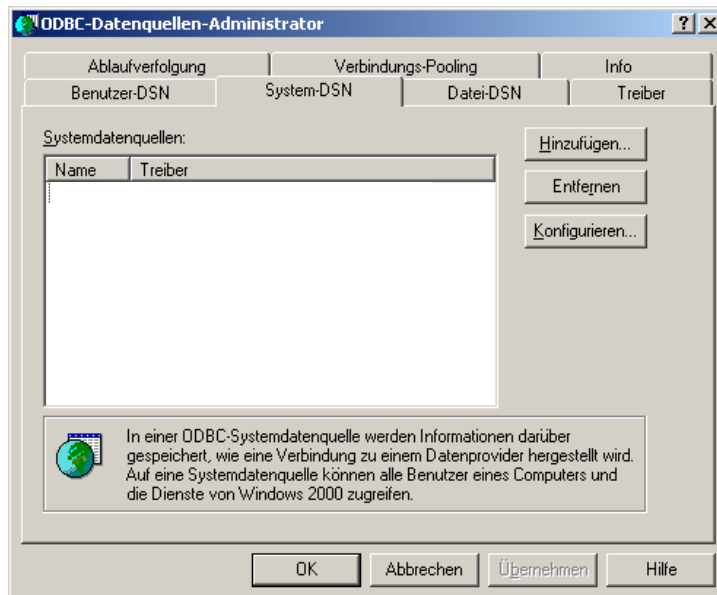 ODBC-Datenquellen-Administrator
Ablaufverfolgung Verbindungs-Pooling Info
Benutzer-DSN System-DSN Datei-DSN Treiber
Systemdatenquellen:
Name Treiber
Hinzufügen...
Entfernen
Konfigurieren...
In einer ODBC-Systemdatenquelle werden Informationen darüber
gespeichert, wie eine Verbindung zu einem Datenprovider hergestellt wird.
Auf eine Systemdatenquelle können alle Benutzer eines Computers und
die Dienste von Windows 2000 zugreifen.
OK Abbrechen Übernehmen Hilfe